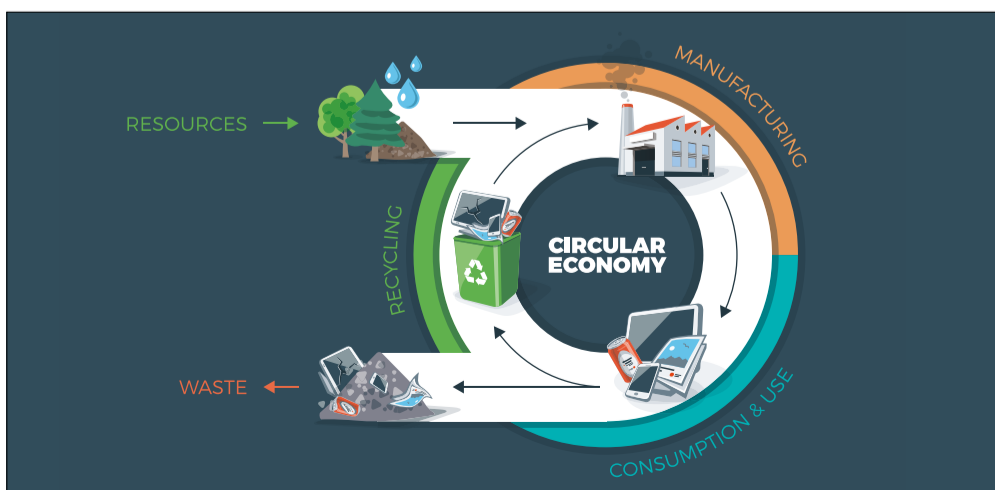 MANUFACTURING
RESOURCES
RECYCLING
CIRCULAR
ECONOMY
WASTE
CONSUMPTION & USE